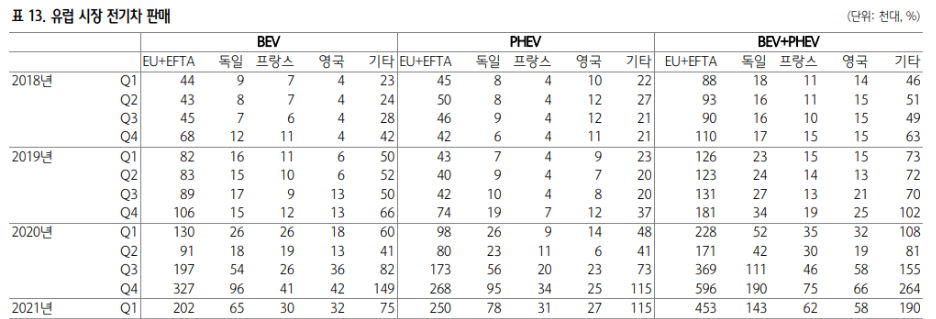 표 13. 유럽 시장 전기차 판매 (단위: 천대, %)
BEV PHEV BEV+PHEV
EU+EFTA 독일 프랑스 영국 기타 EU+EFTA 독일 프랑스 영국 기타 EU+EFTA 독일 프랑스 영국 기타
2018년 Q1 44 9 7 4 23 45 8 4 10 22 88 18 11 14 46
Q2 43 8 7 4 24 50 8 4 12 27 93 16 11 15 51
Q3 45 7 6 4 28 46 9 4 12 21 90 16 10 15 49
Q4 68 12 11 4 42 42 6 4 11 21 110 17 15 15 63
2019년 Q1 82 16 11 6 50 43 7 4 9 23 126 23 15 15 73
Q2 83 15 10 6 52 40 9 4 7 20 123 24 14 13 72
Q3 89 17 9 13 50 42 10 4 8 20 131 27 13 21 70
Q4 106 15 12 13 66 74 19 7 12 37 181 34 19 25 102
2020년 Q1 130 26 26 18 60 98 26 9 14 48 228 52 35 32 108
Q2 91 18 19 13 41 80 23 11 6 41 171 42 30 19 81
Q3 197 54 26 36 82 173 56 20 23 73 369 111 46 58 155
Q4 327 96 41 42 149 268 95 34 25 115 596 190 75 66 264
2021년 Q1 202 65 30 32 75 250 78 31 27 115 453 143 62 58 190